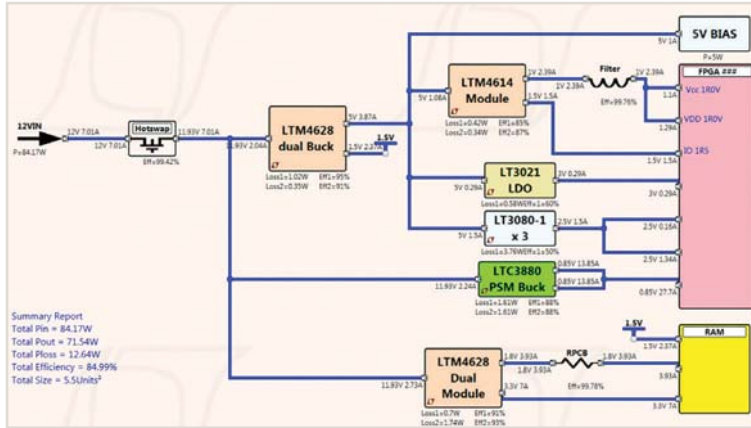 5V BIAS
5V 1A
P=5W
FPGA ###
LTM4614
Module
1V 2.39A
1V 2.39A
Filter
1V 2.39A
Eff=99.76%
Vcc 1R0V
1.1A
VDD 1R0V
1.29A
5V 1.08A
1.5V 1.5A
Loss1=0.42W Eff1=85%
Loss2=0.34W Eff2=87%
IO 1R5
1.5V 1.5A
12VIN
P=84.17W
12V 7.01A
12V 7.01A
Hotswap
11.93V 7.01A
Eff=99.42%
LTM4628
dual Buck
11.93V 2.04A
5V 3.87A
1.5V 2.37A
1.5V
Loss1=1.02W Eff1=95%
Loss2=0.35W Eff2=91%
LT3021
LDO
5V 0.29A
3V 0.29A
3V 0.29A
Loss1=0.58WEff±1=60%
LT3080-1
x 3
5V 1.5A
2.5V 1.5A
2.5V 0.16A
2.5V 1.34A
Loss1=3.76WEff±1=50%
LTC3880
PSM Buck
11.93V 2.24A
0.85V 13.85A
0.85V 13.85A
0.85V 27.7A
Loss1=1.61W Eff1=88%
Loss2=1.61W Eff2=88%
Summary Report
Total Pin = 84.17W
Total Pout = 71.54W
Total Ploss = 12.64W
Total Efficiency = 84.99%
Total Size = 5.5Units²
RAM
1.5V
1.5V 2.37A
LTM4628
Dual
Module
11.93V 2.73A
1.8V 3.93A
1.8V 3.93A
RPCB
1.8V 3.93A
Eff=99.78%
3.93A
3.3V 7A
3.3V 7A
Loss1=0.7W Eff1=91%
Loss2=1.74W Eff2=93%